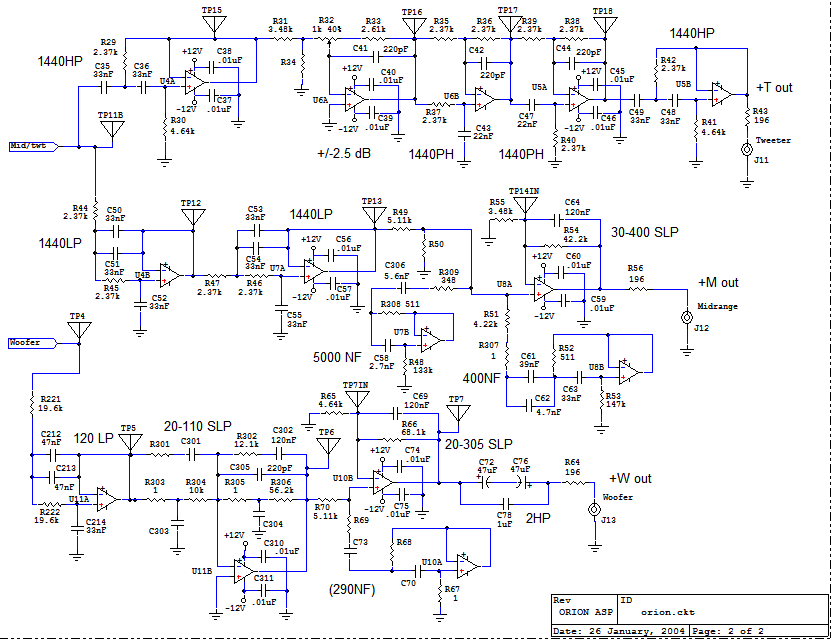 TP15
R29
2.37k
1440HP
C35
33nF
C36
33nF
U4A
+12V
C38
.01uF
C37
.01uF
-12V
R30
4.64k
TP11B
Mid/twt
R31
3.48k
R32
1k 40%
R33
2.61k
R34
C41
220pF
+12V
C40
.01uF
U6A
C39
.01uF
-12V
+/-2.5 dB
TP16
R35
2.37k
R36
2.37k
TP17
C42
220pF
U6B
R37
2.37k
C43
22nF
1440PH
R39
2.37k
R38
2.37k
TP18
C44
220pF
+12V
C45
.01uF
U5A
C47
22nF
C46
.01uF
-12V
R40
2.37k
1440PH
1440HP
R42
2.37k
U5B
C49
33nF
C48
33nF
R41
4.64k
+T out
R43
196
Tweeter
J11
R44
2.37k
C50
33nF
TP12
1440LP
C51
33nF
R45
2.37k
U4B
C52
33nF
C53
33nF
1440LP
TP13
C54
33nF
R47
2.37k
R46
2.37k
U7A
+12V
C56
.01uF
C57
.01uF
-12V
C55
33nF
R49
5.11k
R50
C306
5.6nF
R309
348
R308 511
U7B
C58
2.7nF
R48
133k
5000 NF
TP14IN
R55
3.48k
C64
120nF
R54
42.2k
30-400 SLP
+12V
C60
.01uF
U8A
C59
.01uF
-12V
R56
196
+M out
Midrange
J12
R51
4.22k
R307
1
400NF
C61
39nF
C62
4.7nF
R52
511
C63
33nF
U8B
R53
147k
TP4
Woofer
R221
19.6k
C212
47nF
120 LP
TP5
C213
47nF
R222
19.6k
U11A
C214
33nF
20-110 SLP
R301
C301
R302
12.1k
C302
120nF
TP6
C305
220pF
R303
1
R304
10k
R305
1
R306
56.2k
C303
C304
+12V
C310
.01uF
U11B
C311
.01uF
-12V
R70
5.11k
R65
4.64k
TP7IN
C69
120nF
TP7
R66
68.1k
20-305 SLP
+12V
C74
.01uF
U10B
C75
.01uF
-12V
C72
47uF
C76
47uF
C78
1uF
2HP
R64
196
+W out
Woofer
J13
R69
C73
(290NF)
R68
C70
U10A
R67
1
Rev
ORION ASP
ID
orion.ckt
Date: 26 January, 2004
Page: 2 of 2